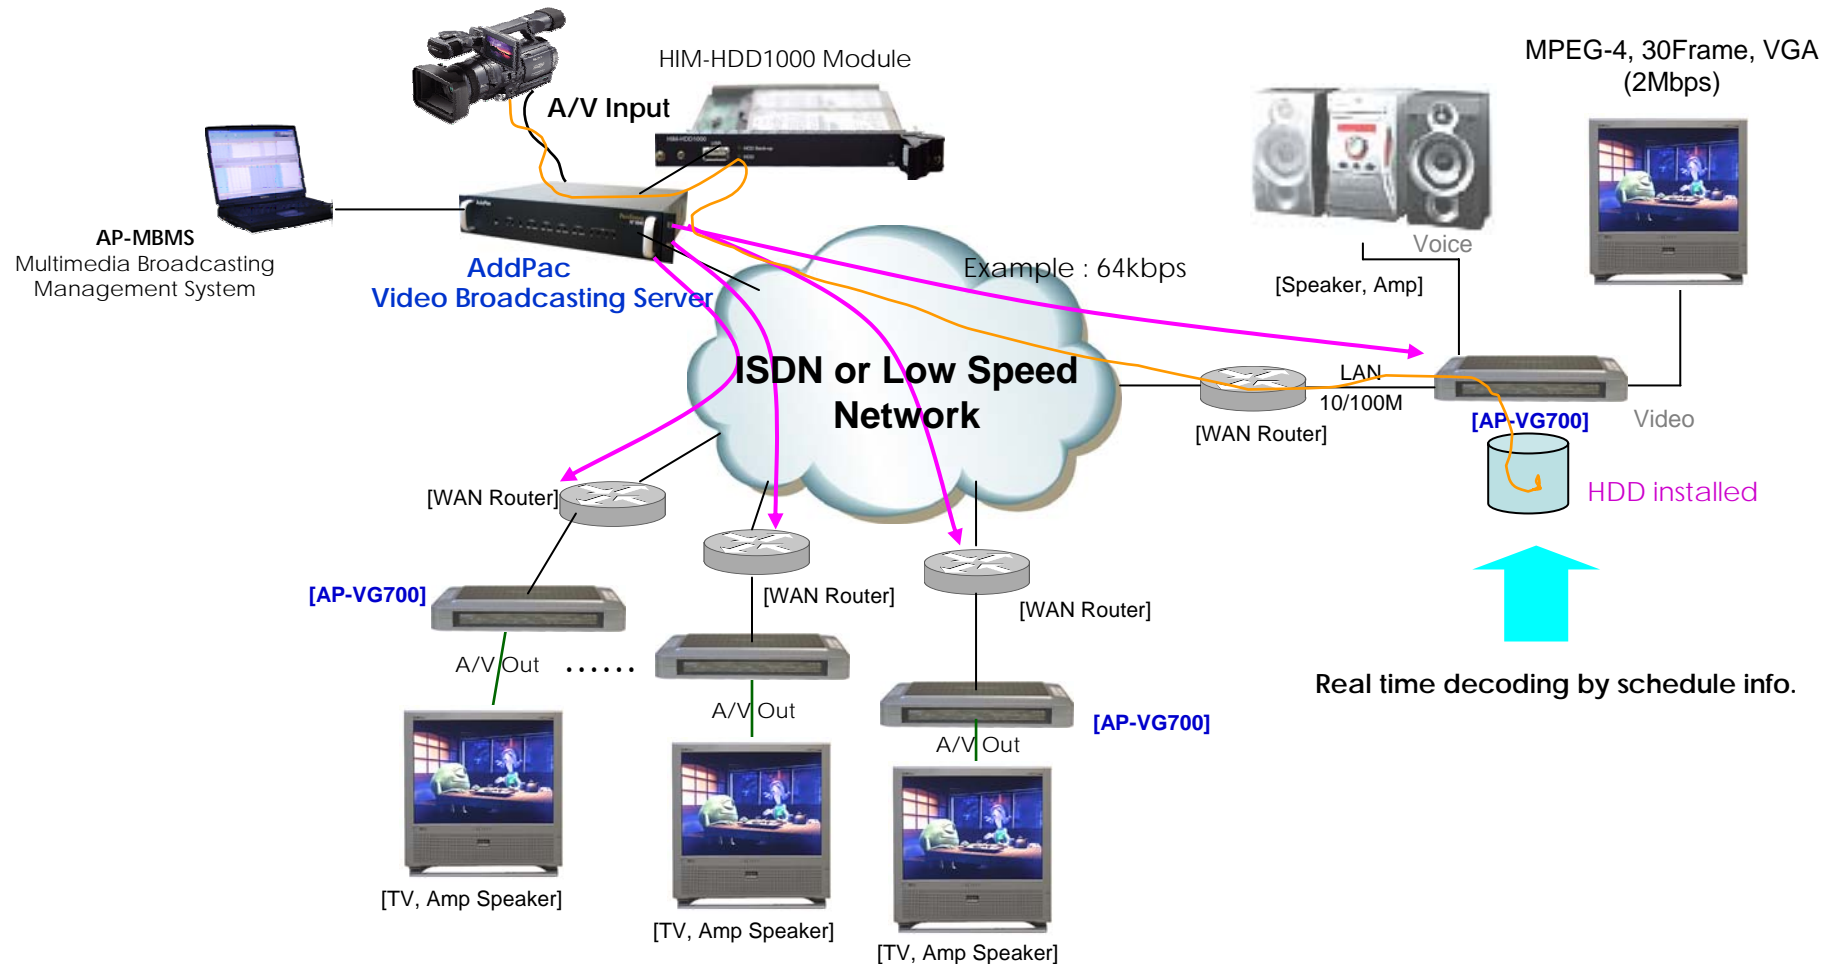 HIM-HDD1000 Module
MPEG-4, 30Frame, VGA
(2Mbps)
A/V Input
HIM-HDD1000
AP-MBMS
Multimedia Broadcasting
Management System
AddPac
Video Broadcasting Server
Voice
Example : 64kbps
[Speaker, Amp]
ISDN or Low Speed
Network
LAN
10/100M
[WAN Router]
[AP-VG700]
Video
HDD installed
[WAN Router]
[AP-VG700]
[WAN Router]
[WAN Router]
A/V Out
......
A/V Out
[AP-VG700]
A/V Out
Real time decoding by schedule info.
[TV, Amp Speaker]
[TV, Amp Speaker]
[TV, Amp Speaker]